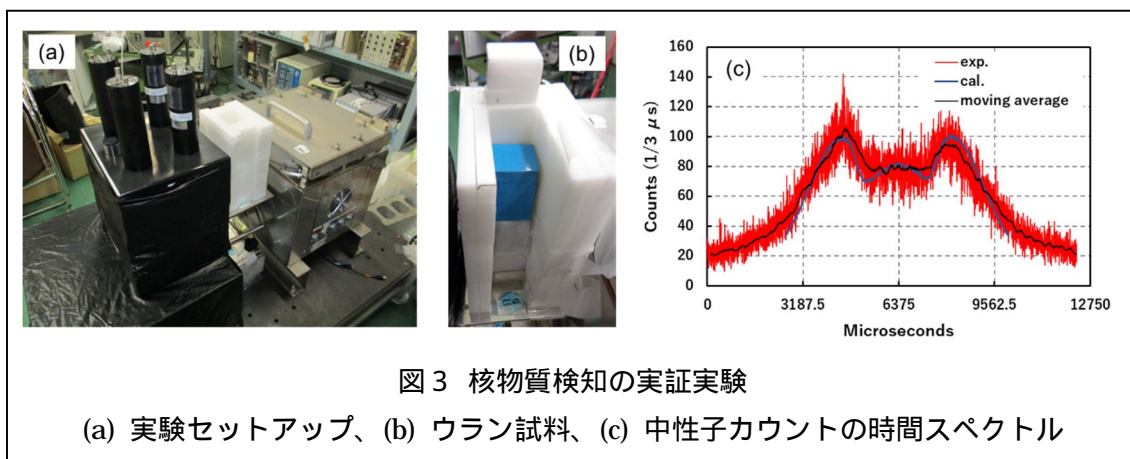 (a)
(b)
(c)
exp.
cal.
moving average
Counts (1/3 μs)
160
140
120
100
80
60
40
20
0
0 3187.5 6375 9562.5 12750
Microseconds
図３ 核物質検知の実証実験
(a) 実験セットアップ、(b) ウラン試料、(c) 中性子カウントの時間スペクトル